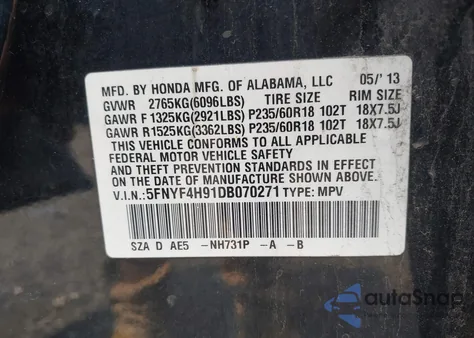 MFD. BY HONDA MFG. OF ALABAMA, LLC 05/'13
GVWR 2765KG(6096LBS) TIRE SIZE RIM SIZE
GAWR F 1325KG(2921LBS) P235/60R18 102T 18X7.5J
GAWR R1525KG(3362LBS) P235/60R18 102T 18X7.5J
THIS VEHICLE CONFORMS TO ALL APPLICABLE
FEDERAL MOTOR VEHICLE SAFETY
AND THEFT PREVENTION STANDARDS IN EFFECT ON THE
DATE OF MANUFACTURE SHOWN ABOVE.
V.I.N.:5FNYF4H91DB070271 TYPE: MPV
SZA D AE5 -NH731P -A -B
autoSnap